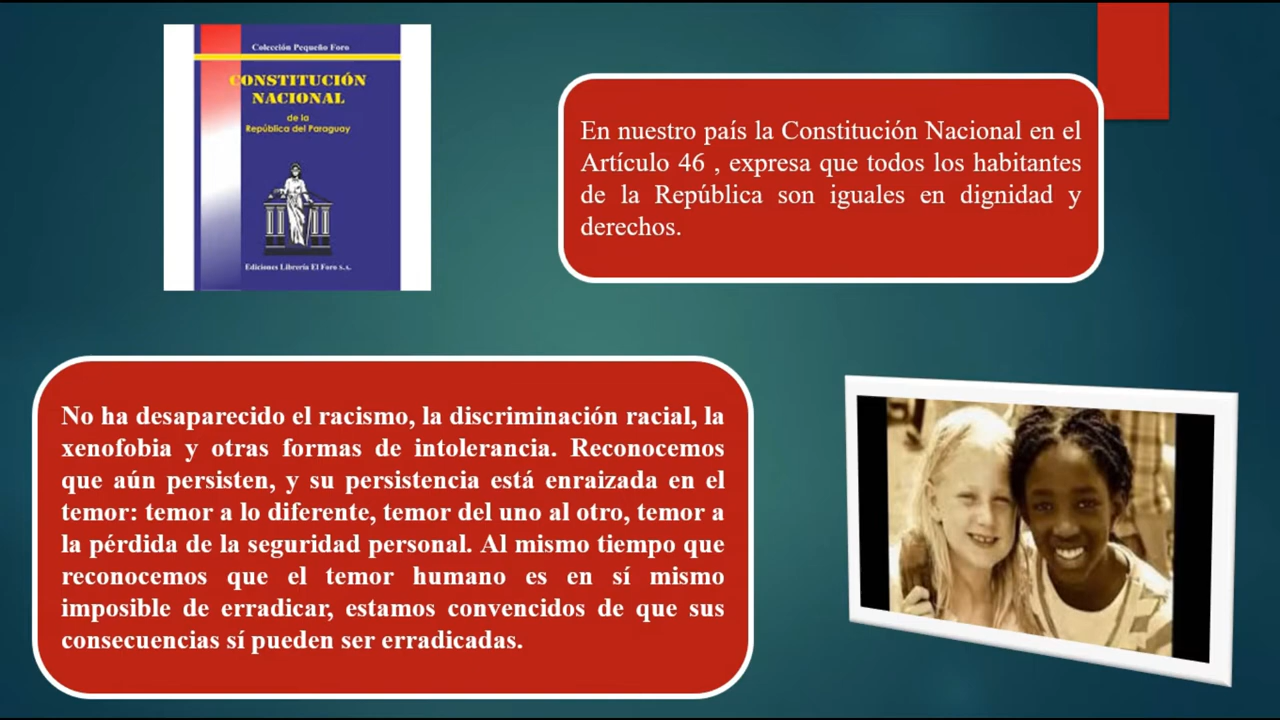 Colección Pequeño Foro
CONSTITUCIÓN
NACIONAL
de la
República del Paraguay
Ediciones Librería El Foro s.a.
En nuestro país la Constitución Nacional en el
Artículo 46 , expresa que todos los habitantes
de la República son iguales en dignidad y
derechos.
No ha desaparecido el racismo, la discriminación racial, la
xenofobia y otras formas de intolerancia. Reconocemos
que aún persisten, y su persistencia está enraizada en el
temor: temor a lo diferente, temor del uno al otro, temor a
la pérdida de la seguridad personal. Al mismo tiempo que
reconocemos que el temor humano es en sí mismo
imposible de erradicar, estamos convencidos de que sus
consecuencias sí pueden ser erradicadas.